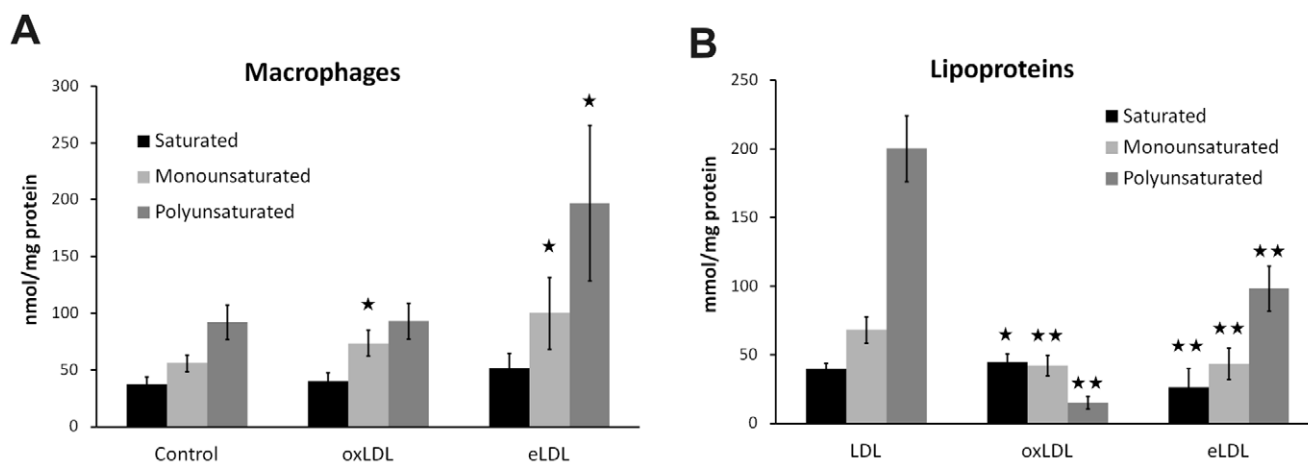 A
Macrophages
300
250
200
150
100
50
0
nmol/mg protein
Saturated
Monounsaturated
Polyunsaturated
★
★
★
Control
oxLDL
eLDL
B
Lipoproteins
250
200
150
100
50
0
mmol/mg protein
Saturated
Monounsaturated
Polyunsaturated
★
★★
★★
★★
★★
★★
LDL
oxLDL
eLDL